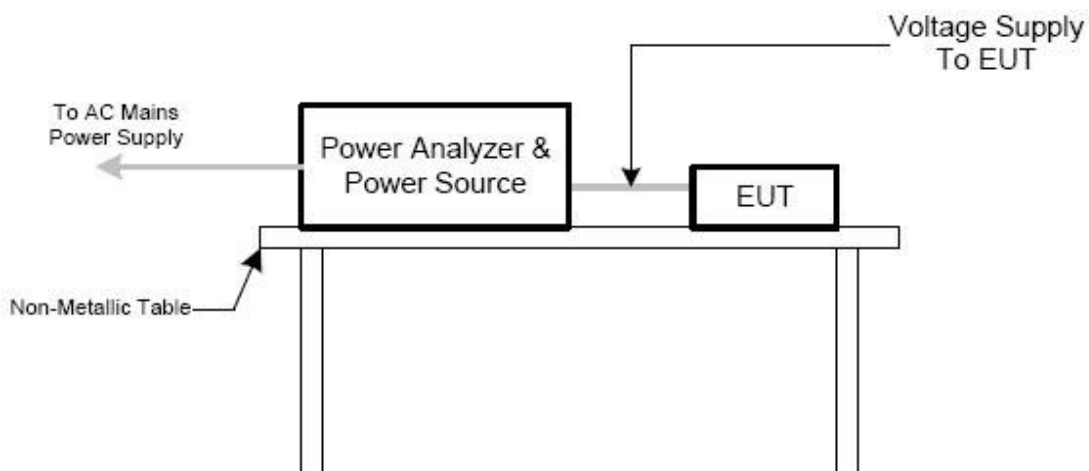 Voltage Supply
To EUT
To AC Mains
Power Supply
Power Analyzer &
Power Source
EUT
Non-Metallic Table